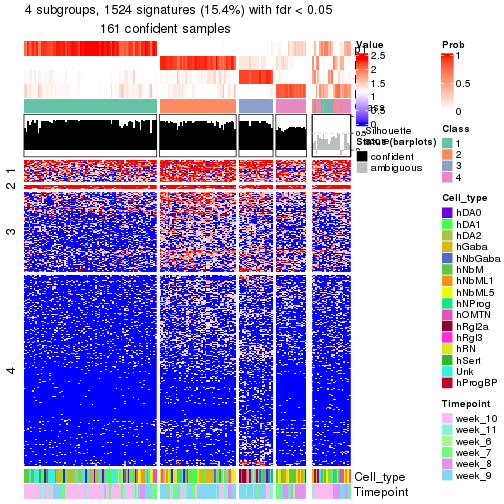 4 subgroups, 1524 signatures (15.4%) with fdr < 0.05
161 confident samples
Value
2.5
2
1.5
1
0.5
0
Silhouette
Status (barplots)
confident
ambiguous
1
2
3
4
Cell_type
Timepoint
Prob
1
0.5
0
Class
1
2
3
4
Cell_type
hDA0
hDA1
hDA2
hGaba
hNbGaba
hNbM
hNbML1
hNbML5
hNProg
hOMTN
hRgl2a
hRgl3
hRN
hSert
Unk
hProgBP
Timepoint
week_10
week_11
week_6
week_7
week_8
week_9